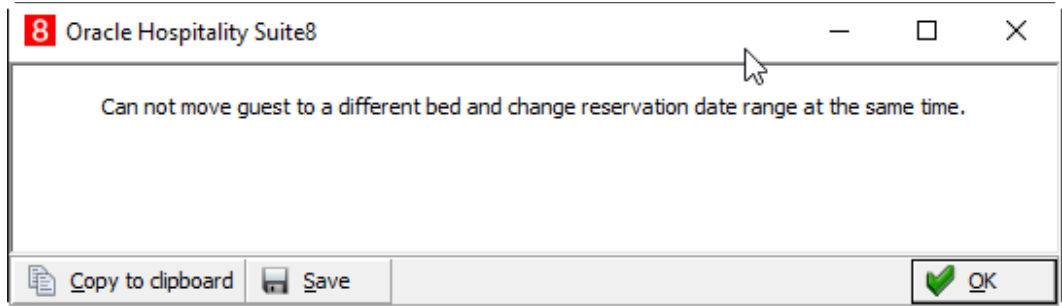 8 Oracle Hospitality Suite8
Can not move guest to a different bed and change reservation date range at the same time.
Copy to clipboard Save OK